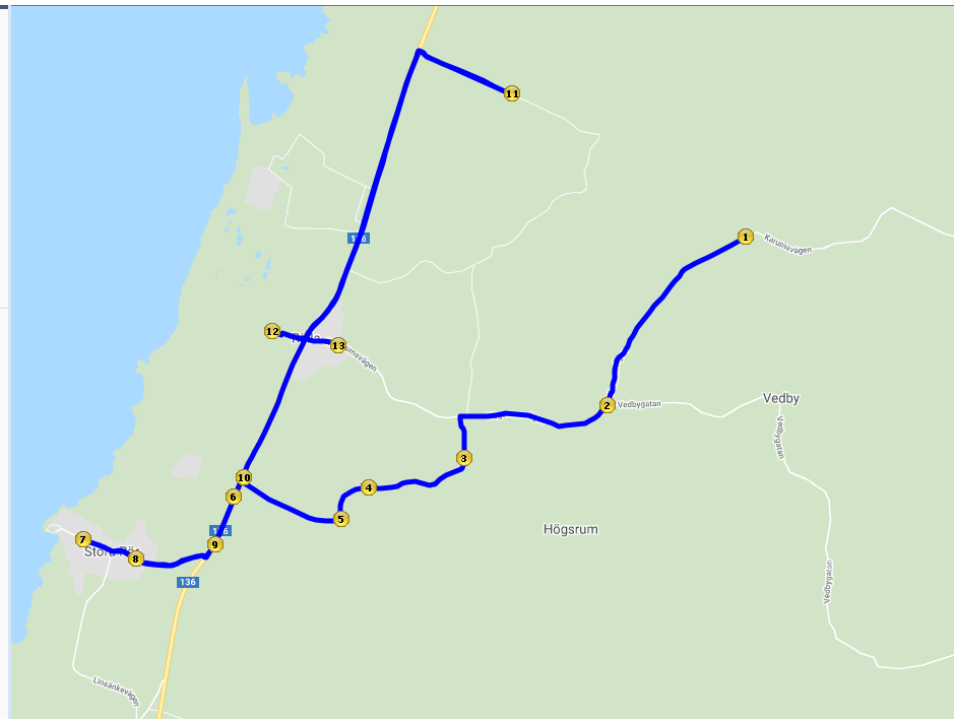 11
1
Karumsvägen
12
13
2
Vedbygatan
Vedby
Vedbygatan
3
10
4
6
5
Högsrum
7
9
8
136
Vedbygatan
Linsänkevägen